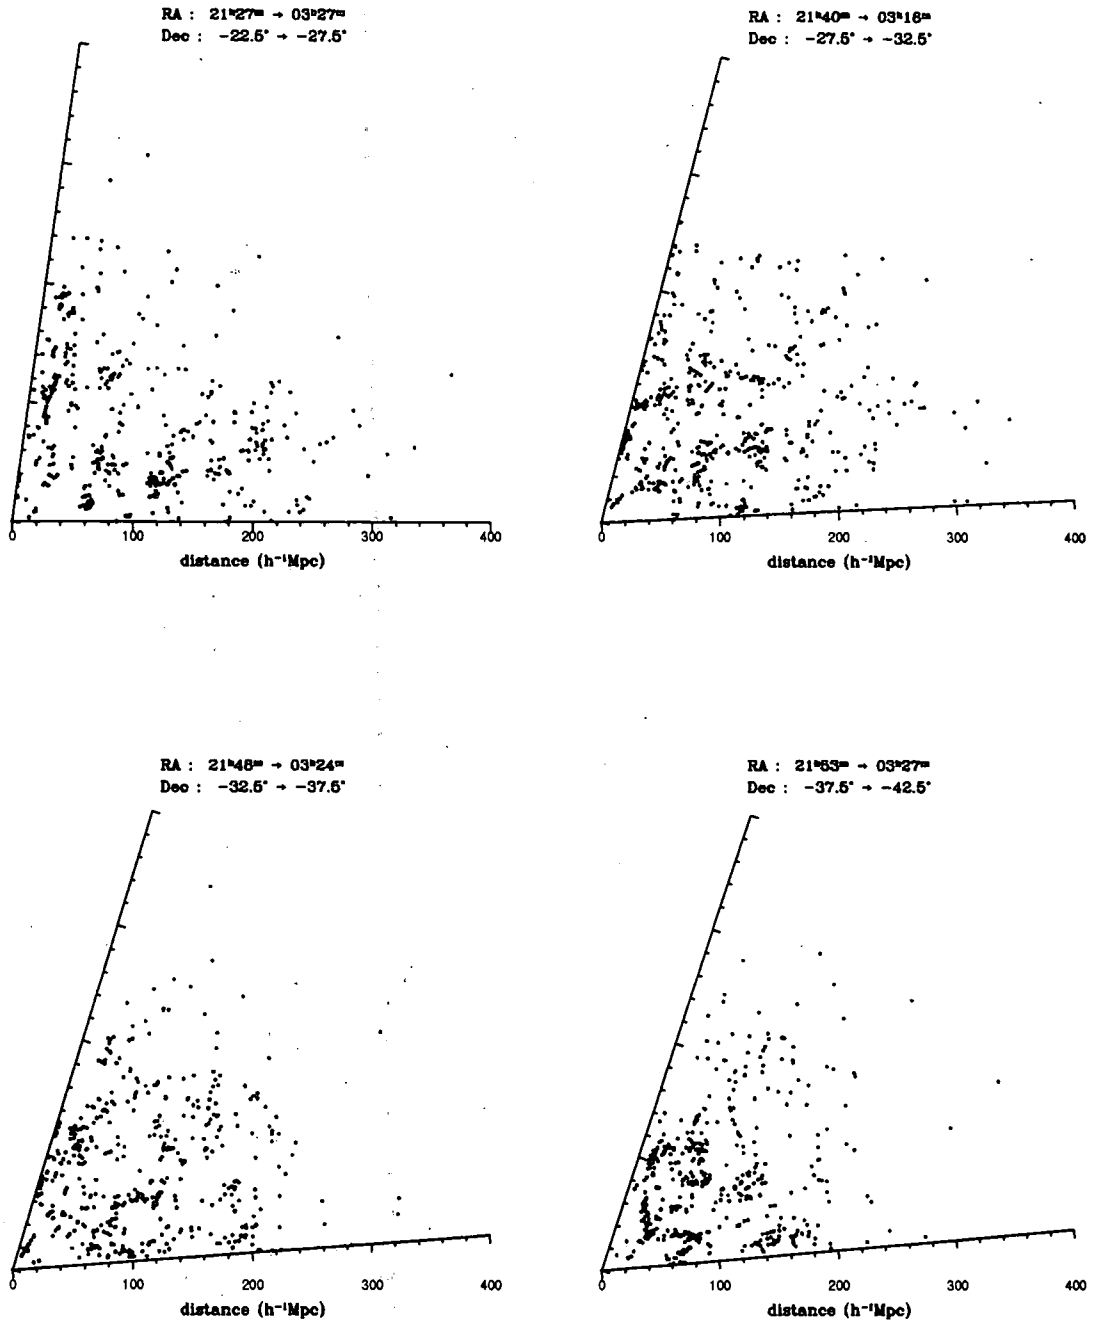 RA : 21ʰ27ᵐ → 03ʰ27ᵐ
Dec : −22.5° → −27.5°
0 100 200 300 400
distance (h⁻¹Mpc)
RA : 21ʰ40ᵐ → 03ʰ16ᵐ
Dec : −27.5° → −32.5°
0 100 200 300 400
distance (h⁻¹Mpc)
RA : 21ʰ48ᵐ → 03ʰ24ᵐ
Dec : −32.5° → −37.5°
0 100 200 300 400
distance (h⁻¹Mpc)
RA : 21ʰ53ᵐ → 03ʰ27ᵐ
Dec : −37.5° → −42.5°
0 100 200 300 400
distance (h⁻¹Mpc)